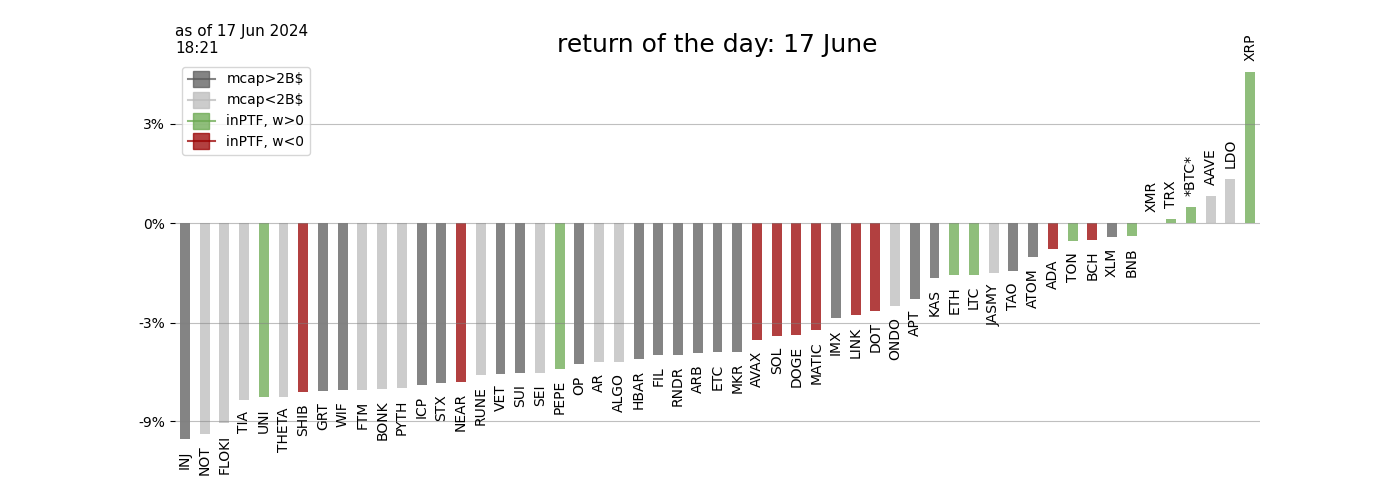 as of 17 Jun 2024
18:21
return of the day: 17 June
mcap>2B$
mcap<2B$
inPTF, w>0
inPTF, w<0
3%
0%
-3%
-9%
INJ
NOT
FLOKI
TIA
UNI
THETA
SHIB
GRT
WIF
FTM
BONK
PYTH
ICP
STX
NEAR
RUNE
VET
SUI
SEI
PEPE
OP
AR
ALGO
HBAR
FIL
RNDR
ARB
ETC
MKR
AVAX
SOL
DOGE
MATIC
IMX
LINK
DOT
ONDO
APT
KAS
ETH
LTC
JASMY
TAO
ATOM
ADA
TON
BCH
XLM
BNB
XMR
TRX
*BTC*
AAVE
LDO
XRP